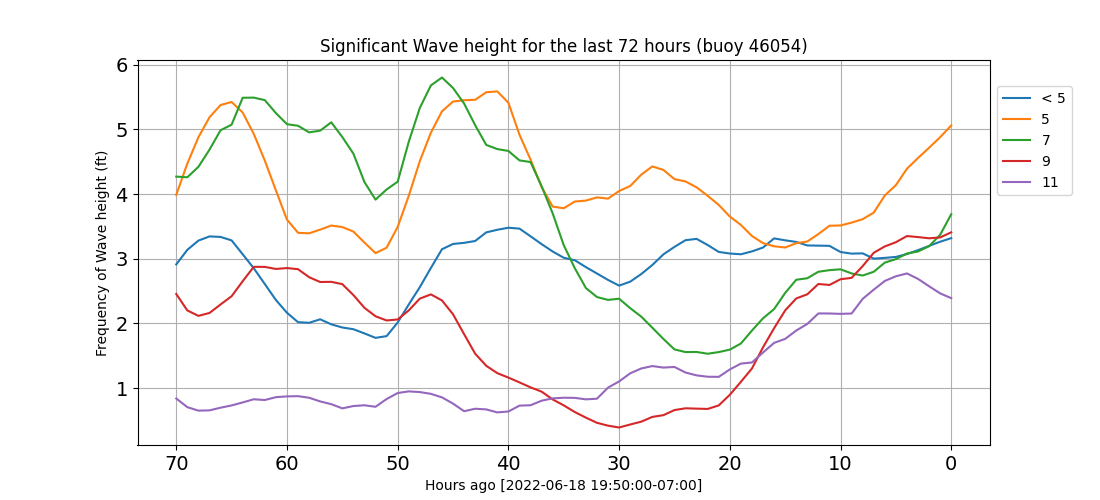 Significant Wave height for the last 72 hours (buoy 46054)
Frequency of Wave height (ft)
6
5
4
3
2
1
70 60 50 40 30 20 10 0
Hours ago [2022-06-18 19:50:00-07:00]
< 5
5
7
9
11